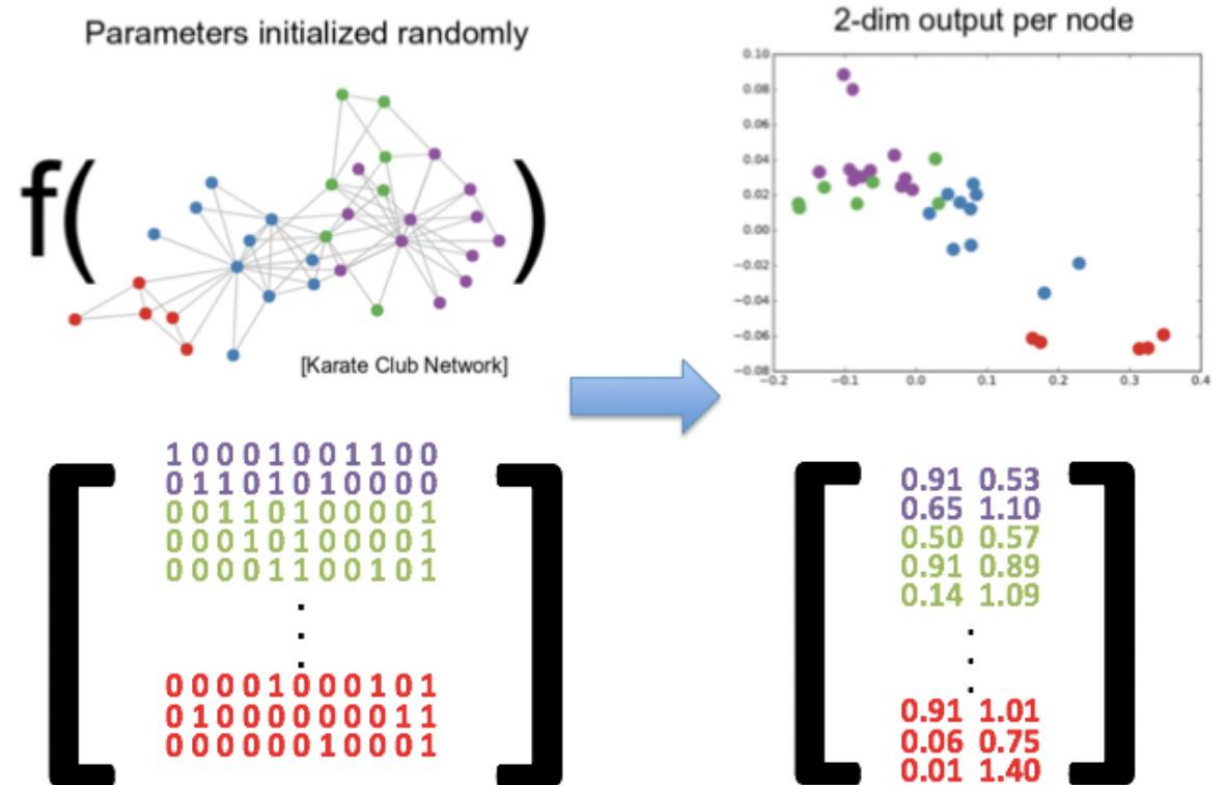 Parameters initialized randomly
f( )
[Karate Club Network]
2-dim output per node
0.10
0.08
0.06
0.04
0.02
0.00
−0.02
−0.04
−0.06
−0.08
−0.2 −0.1 0.0 0.1 0.2 0.3 0.4
1 0 0 0 1 0 0 1 1 0 0
0 1 1 0 1 0 1 0 0 0 0
0 0 1 1 0 1 0 0 0 0 1
0 0 0 1 0 1 0 0 0 0 1
0 0 0 0 1 1 0 0 1 0 1
.
.
.
0 0 0 0 1 0 0 0 1 0 1
0 1 0 0 0 0 0 0 0 1 1
0 0 0 0 0 0 1 0 0 0 1
0.91 0.53
0.65 1.10
0.50 0.57
0.91 0.89
0.14 1.09
.
.
.
0.91 1.01
0.06 0.75
0.01 1.40